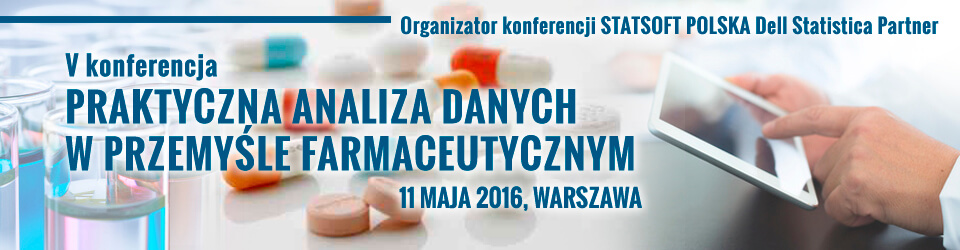 Organizator konferencji STATSOFT POLSKA Dell Statistica Partner
V konferencja
PRAKTYCZNA ANALIZA DANYCH
W PRZEMYŚLE FARMACEUTYCZNYM
11 MAJA 2016, WARSZAWA